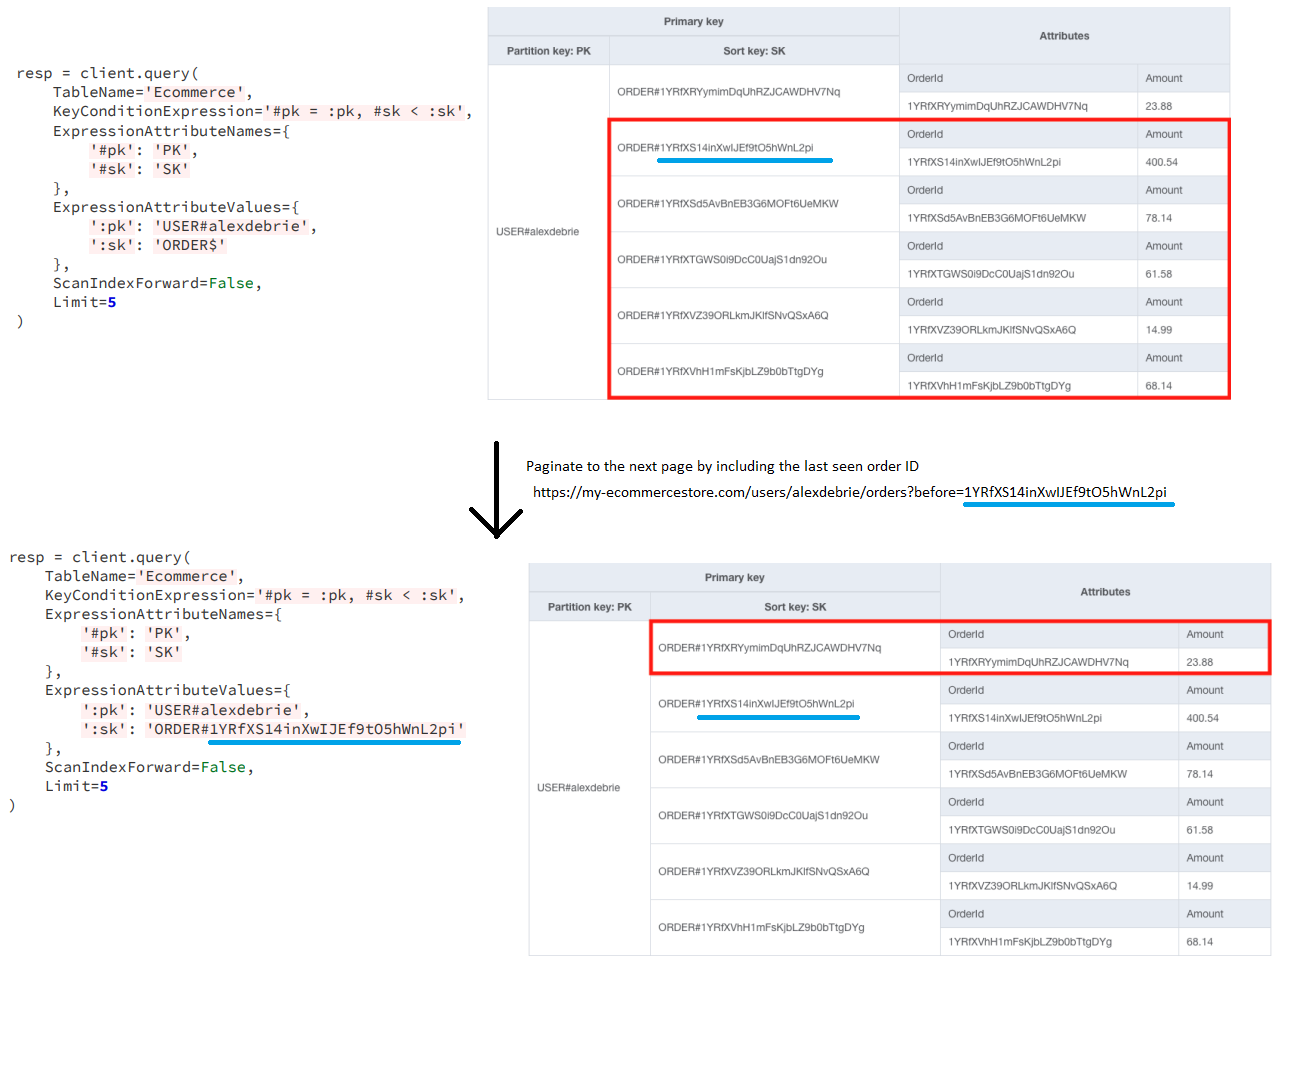 resp = client.query(
TableName='Ecommerce',
KeyConditionExpression='#pk = :pk, #sk < :sk',
ExpressionAttributeNames={
'#pk': 'PK',
'#sk': 'SK'
},
ExpressionAttributeValues={
':pk': 'USER#alexdebrie',
':sk': 'ORDER$'
},
ScanIndexForward=False,
Limit=5
)
Primary key
Attributes
Partition key: PK
Sort key: SK
USER#alexdebrie
ORDER#1YRfXRYymimDqUhRZJCAWDHV7Nq
OrderId
Amount
1YRfXRYymimDqUhRZJCAWDHV7Nq
23.88
ORDER#1YRfXS14inXwIJEf9tO5hWnL2pi
OrderId
Amount
1YRfXS14inXwIJEf9tO5hWnL2pi
400.54
ORDER#1YRfXSd5AvBnEB3G6MOFt6UeMKW
OrderId
Amount
1YRfXSd5AvBnEB3G6MOFt6UeMKW
78.14
ORDER#1YRfXTGWS0i9DcC0UajS1dn92Ou
OrderId
Amount
1YRfXTGWS0i9DcC0UajS1dn92Ou
61.58
ORDER#1YRfXVZ39ORLkmJKlfSNvQSxA6Q
OrderId
Amount
1YRfXVZ39ORLkmJKlfSNvQSxA6Q
14.99
ORDER#1YRfXVhH1mFsKjbLZ9b0bTtgDYg
OrderId
Amount
1YRfXVhH1mFsKjbLZ9b0bTtgDYg
68.14
Paginate to the next page by including the last seen order ID
https://my-ecommercestore.com/users/alexdebrie/orders?before=1YRfXS14inXwIJEf9tO5hWnL2pi
resp = client.query(
TableName='Ecommerce',
KeyConditionExpression='#pk = :pk, #sk < :sk',
ExpressionAttributeNames={
'#pk': 'PK',
'#sk': 'SK'
},
ExpressionAttributeValues={
':pk': 'USER#alexdebrie',
':sk': 'ORDER#1YRfXS14inXwIJEf9tO5hWnL2pi'
},
ScanIndexForward=False,
Limit=5
)
Primary key
Attributes
Partition key: PK
Sort key: SK
USER#alexdebrie
ORDER#1YRfXRYymimDqUhRZJCAWDHV7Nq
OrderId
Amount
1YRfXRYymimDqUhRZJCAWDHV7Nq
23.88
ORDER#1YRfXS14inXwIJEf9tO5hWnL2pi
OrderId
Amount
1YRfXS14inXwIJEf9tO5hWnL2pi
400.54
ORDER#1YRfXSd5AvBnEB3G6MOFt6UeMKW
OrderId
Amount
1YRfXSd5AvBnEB3G6MOFt6UeMKW
78.14
ORDER#1YRfXTGWS0i9DcC0UajS1dn92Ou
OrderId
Amount
1YRfXTGWS0i9DcC0UajS1dn92Ou
61.58
ORDER#1YRfXVZ39ORLkmJKlfSNvQSxA6Q
OrderId
Amount
1YRfXVZ39ORLkmJKlfSNvQSxA6Q
14.99
ORDER#1YRfXVhH1mFsKjbLZ9b0bTtgDYg
OrderId
Amount
1YRfXVhH1mFsKjbLZ9b0bTtgDYg
68.14